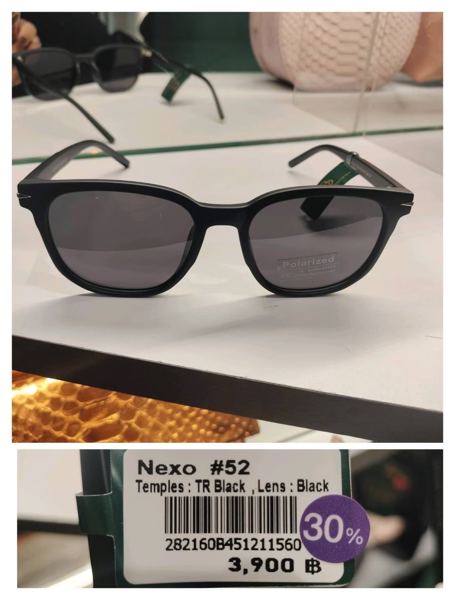 Polarized
Nexo #52
Temples : TR Black , Lens : Black
282160B451211560
30%
3,900 ฿